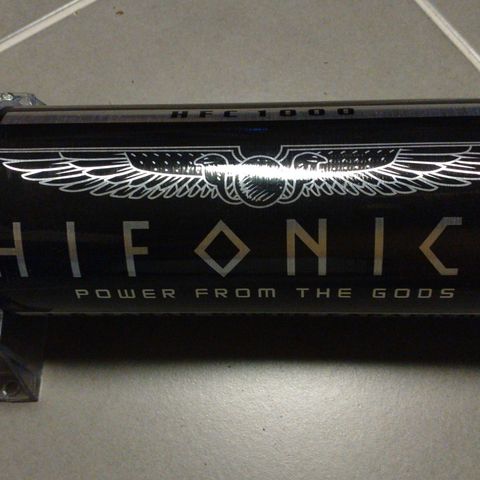 HFC1000
HIFONIC
POWER FROM THE GODS